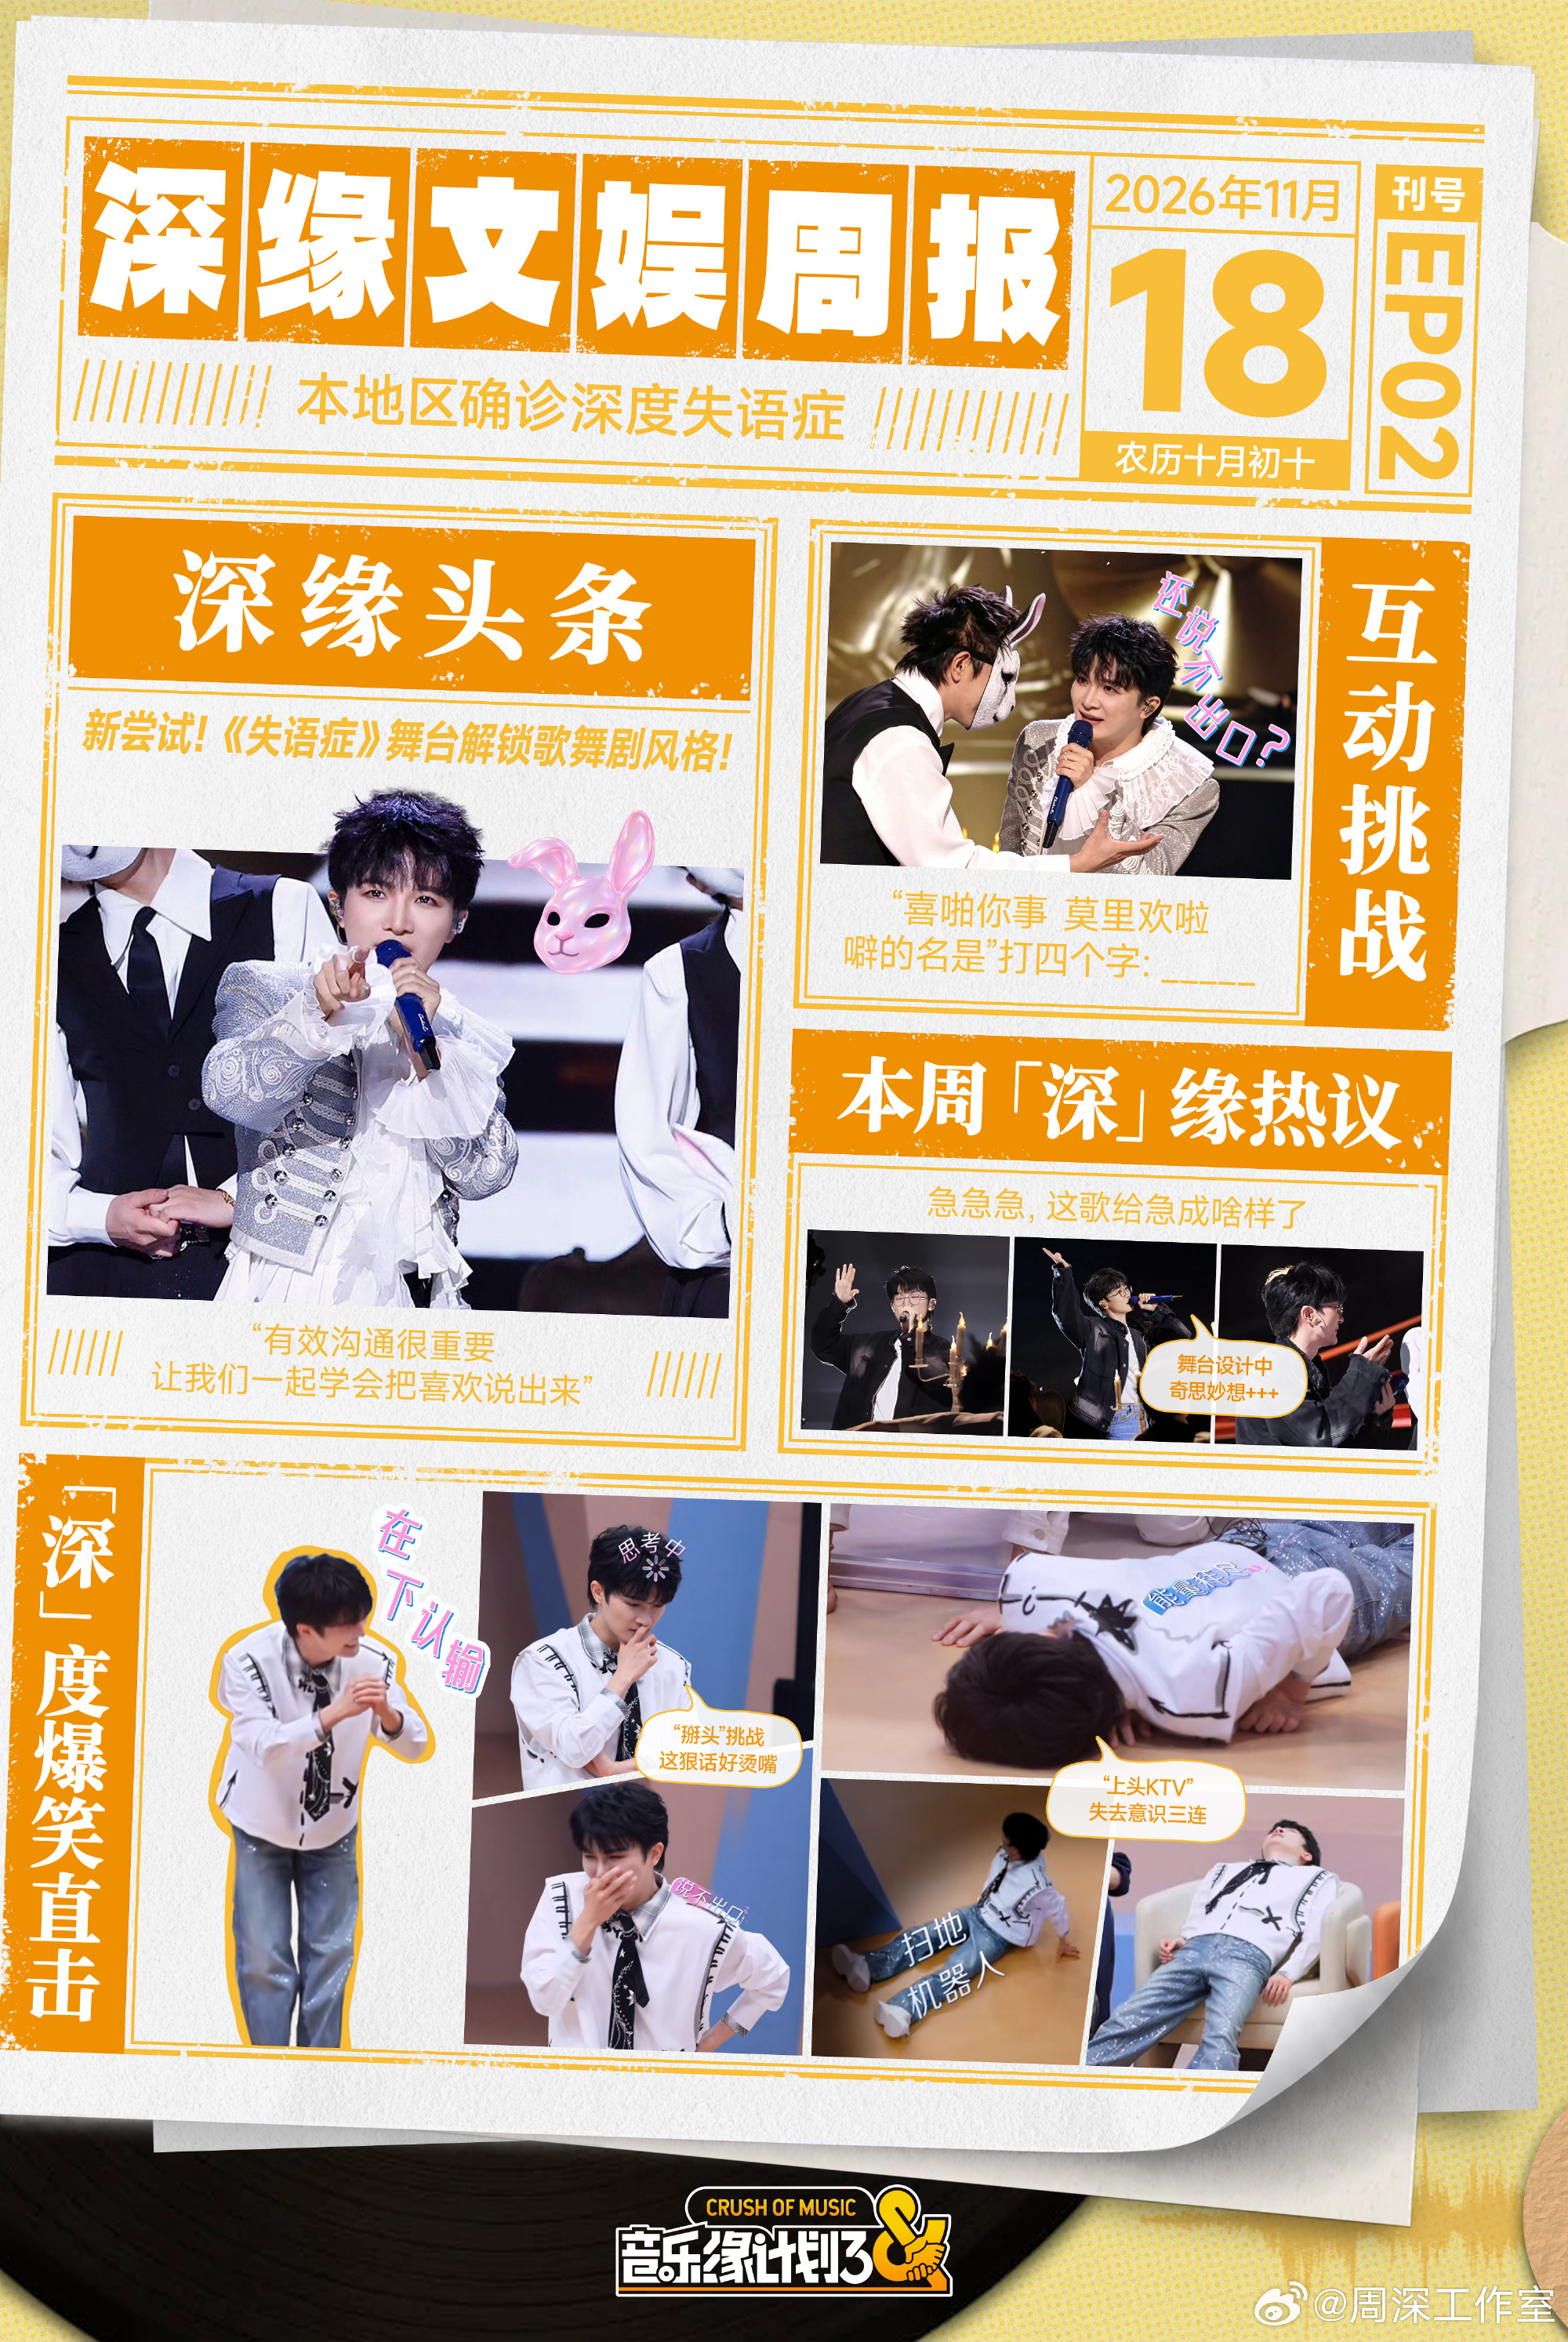 深缘文娱周报
本地区确诊深度失语症
2026年11月
18
农历十月初十
刊号
EP02
深缘头条
新尝试!《失语症》舞台解锁歌舞剧风格!
“有效沟通很重要
让我们一起学会把喜欢说出来”
还说不出口?
“喜啪你事 莫里欢啦
噼的名是”打四个字: _____
互动挑战
本周「深」缘热议
急急急, 这歌给急成啥样了
舞台设计中
奇思妙想+++
「深」度爆笑直击
在下认输
思考中
“掰头”挑战
这狠话好烫嘴
说不出口
能量耗尽
“上头KTV”
失去意识三连
扫地
机器人
CRUSH OF MUSIC
音乐缘计划3
&
@周深工作室